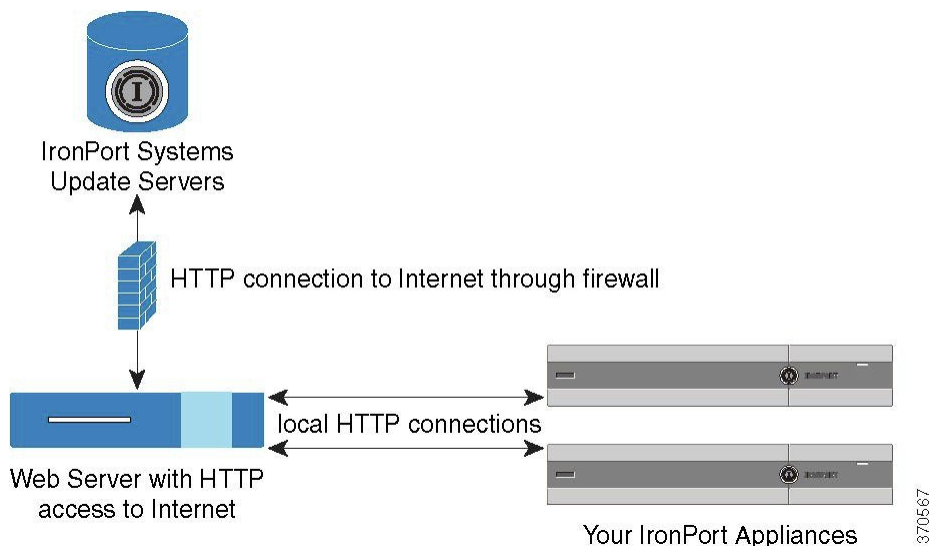 IronPort Systems
Update Servers
HTTP connection to Internet through firewall
local HTTP connections
Web Server with HTTP
access to Internet
Your IronPort Appliances
370567